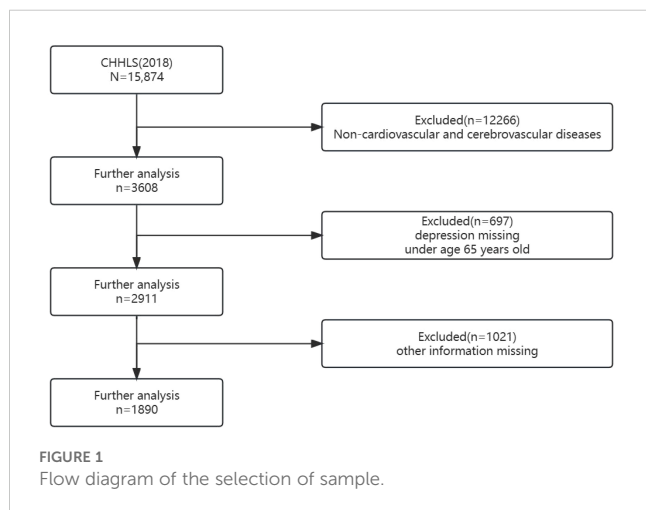 CHHLS(2018)
N=15,874
Excluded(n=12266)
Non-cardiovascular and cerebrovascular diseases
Further analysis
n=3608
Excluded(n=697)
depression missing
under age 65 years old
Further analysis
n=2911
Excluded(n=1021)
other information missing
Further analysis
n=1890
FIGURE 1
Flow diagram of the selection of sample.